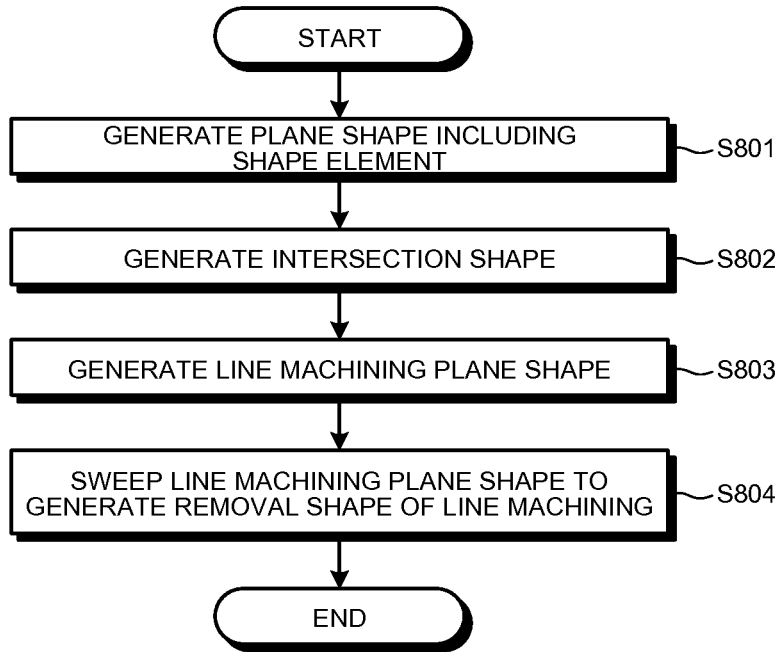 START
GENERATE PLANE SHAPE INCLUDING
SHAPE ELEMENT
S801
GENERATE INTERSECTION SHAPE
S802
GENERATE LINE MACHINING PLANE SHAPE
S803
SWEEP LINE MACHINING PLANE SHAPE TO
GENERATE REMOVAL SHAPE OF LINE MACHINING
S804
END